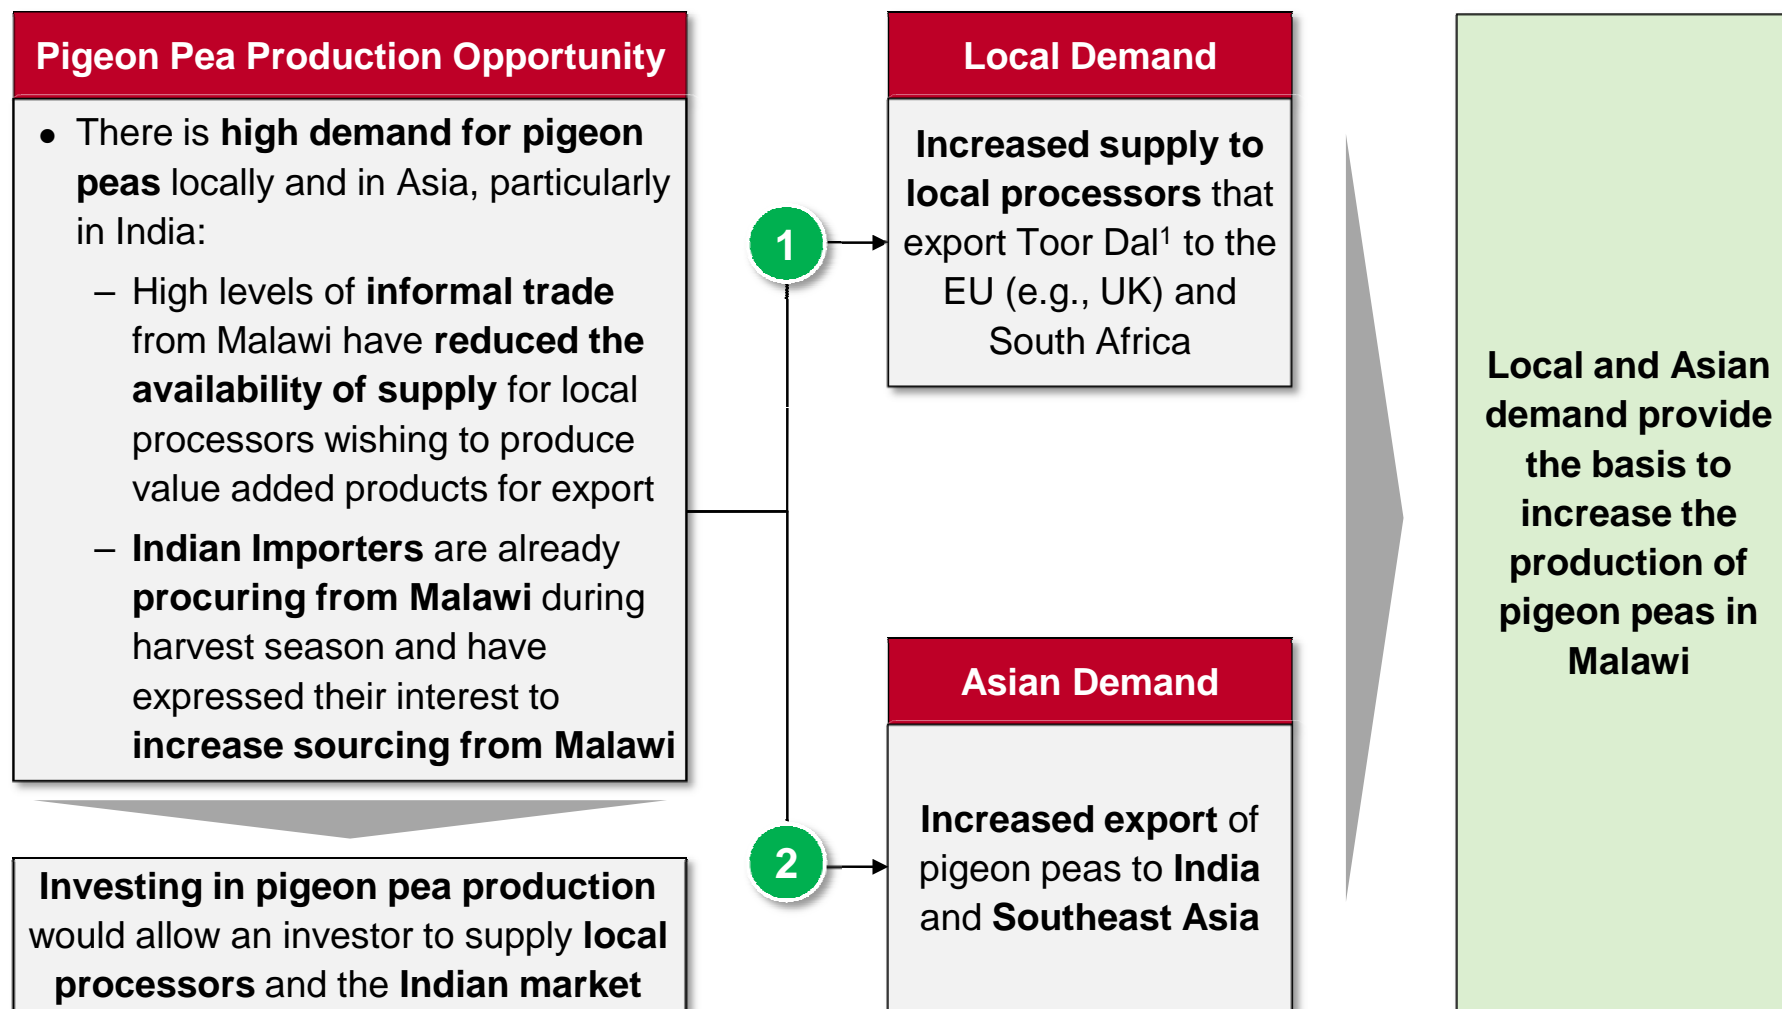 Pigeon Pea Production Opportunity
● There is high demand for pigeon
peas locally and in Asia, particularly
in India:
– High levels of informal trade
from Malawi have reduced the
availability of supply for local
processors wishing to produce
value added products for export
– Indian Importers are already
procuring from Malawi during
harvest season and have
expressed their interest to
increase sourcing from Malawi
Investing in pigeon pea production
would allow an investor to supply local
processors and the Indian market
1
Local Demand
Increased supply to
local processors that
export Toor Dal¹ to the
EU (e.g., UK) and
South Africa
2
Asian Demand
Increased export of
pigeon peas to India
and Southeast Asia
Local and Asian
demand provide
the basis to
increase the
production of
pigeon peas in
Malawi